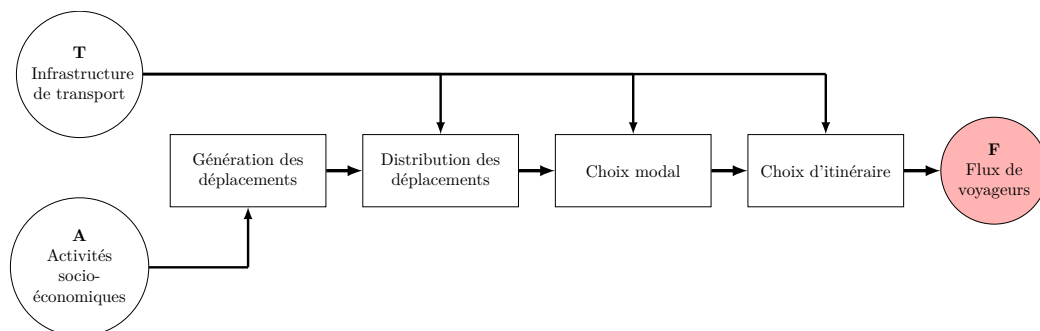 T
Infrastructure
de transport
Génération des
déplacements
Distribution des
déplacements
Choix modal
Choix d'itinéraire
F
Flux de
voyageurs
A
Activités
socio-
économiques